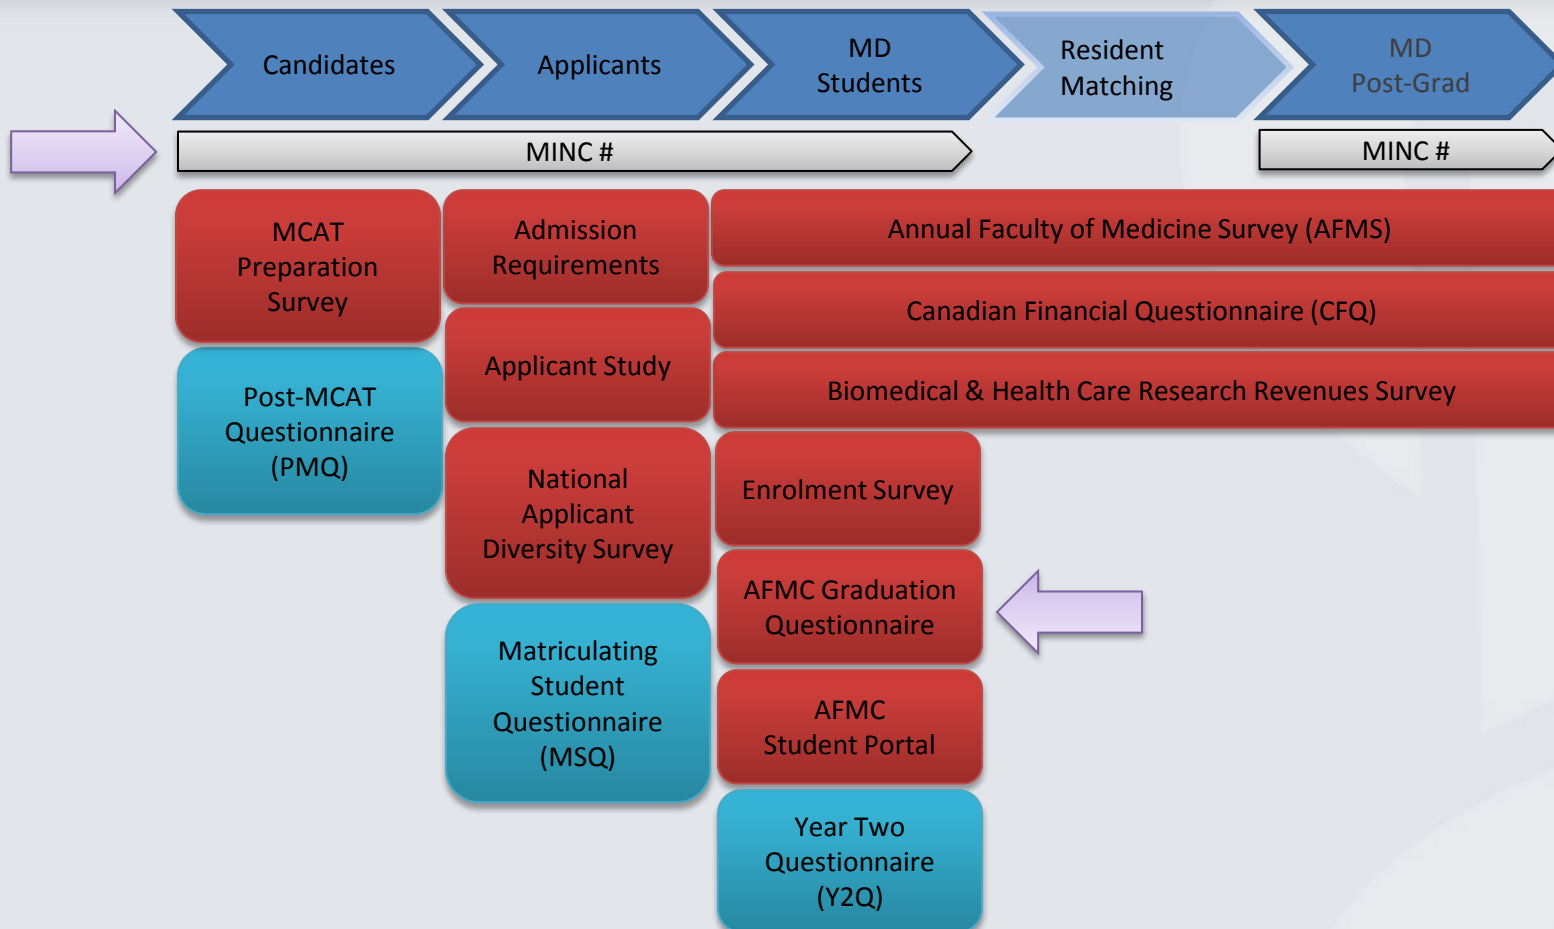 Candidates
Applicants
MD
Students
Resident
Matching
MD
Post-Grad
MINC #
MINC #
MCAT
Preparation
Survey
Post-MCAT
Questionnaire
(PMQ)
Admission
Requirements
Applicant Study
National
Applicant
Diversity Survey
Matriculating
Student
Questionnaire
(MSQ)
Annual Faculty of Medicine Survey (AFMS)
Canadian Financial Questionnaire (CFQ)
Biomedical & Health Care Research Revenues Survey
Enrolment Survey
AFMC Graduation
Questionnaire
AFMC
Student Portal
Year Two
Questionnaire
(Y2Q)